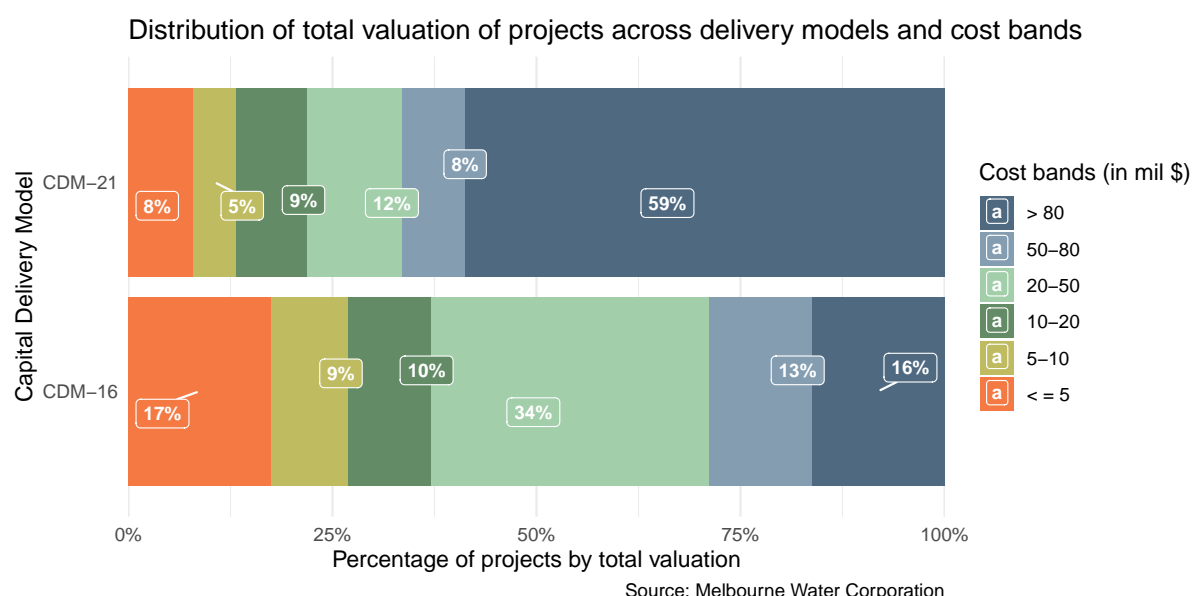 Distribution of total valuation of projects across delivery models and cost bands
Capital Delivery Model
CDM–21
8%
5%
9%
12%
8%
59%
CDM–16
17%
9%
10%
34%
13%
16%
0%
25%
50%
75%
100%
Percentage of projects by total valuation
Source: Melbourne Water Corporation
Cost bands (in mil $)
a > 80
a 50–80
a 20–50
a 10–20
a 5–10
a < = 5